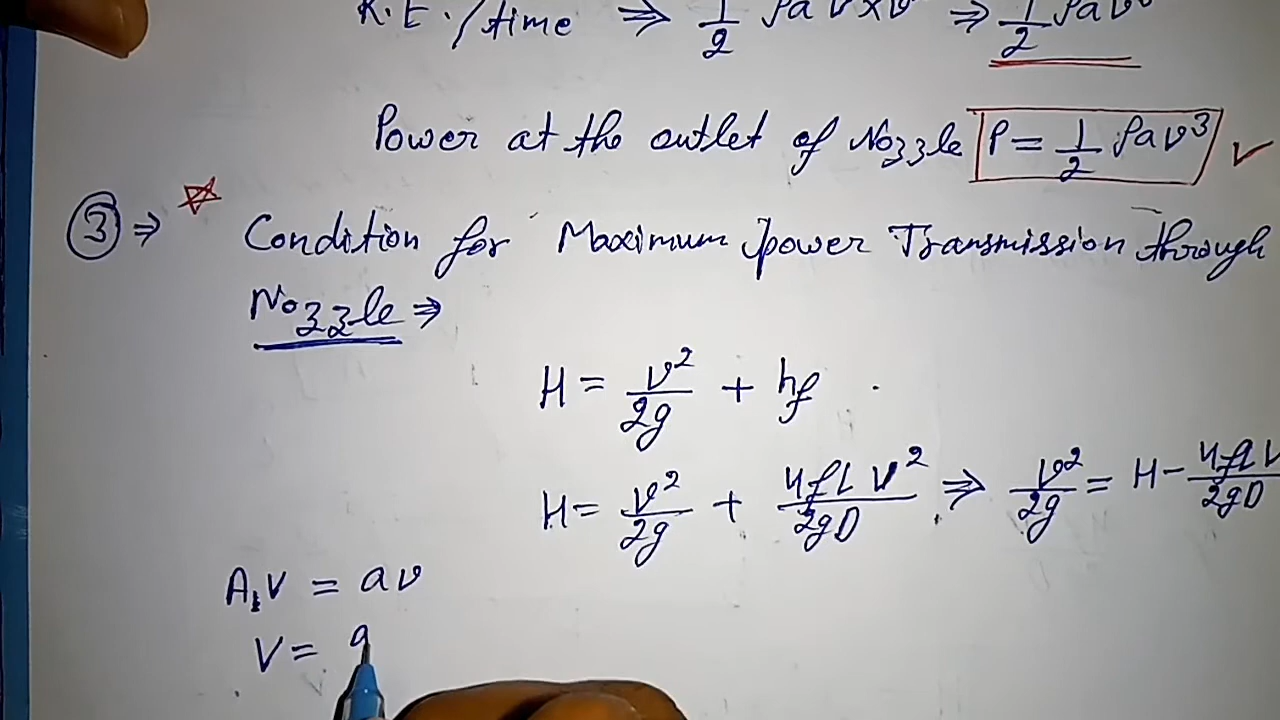 K.E./time ⇒ 1/2 ρav×v² ⇒ 1/2 ρav³
Power at the outlet of Nozzle P = 1/2 ρav³ ✓
③ ⇒ ☆ Condition for Maximum power Transmission through
Nozzle ⇒
H = v²/2g + hf
H = v²/2g + 4fLV²/2gD ⇒ v²/2g = H - 4fLV/2gD
A₁V = av
V = a